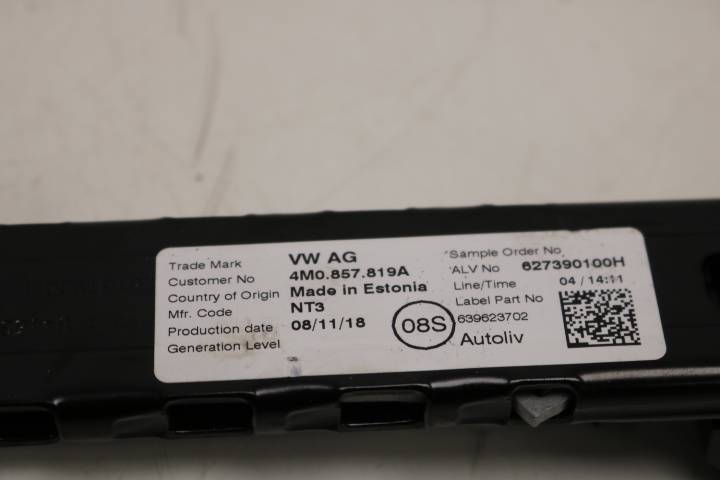 Trade Mark VW AG
Customer No 4M0.857.819A
Country of Origin Made in Estonia
Mfr. Code NT3
Production date 08/11/18
Generation Level
08S
Sample Order No
ALV No 627390100H
Line/Time 04 / 14:11
Label Part No
639623702
Autoliv